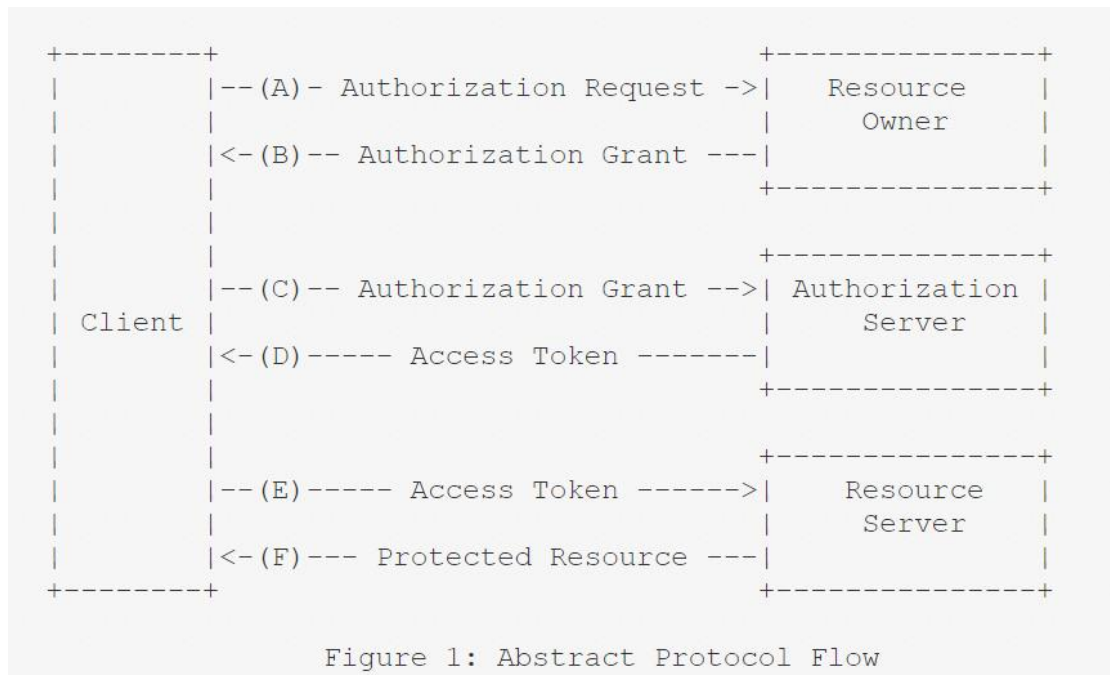 +--------+                               +---------------+
|        |--(A)- Authorization Request ->|   Resource    |
|        |                               |     Owner     |
|        |<-(B)-- Authorization Grant ---|               |
|        |                               +---------------+
|        |
|        |                               +---------------+
|        |--(C)-- Authorization Grant -->| Authorization |
| Client |                               |     Server    |
|        |<-(D)----- Access Token -------|               |
|        |                               +---------------+
|        |
|        |                               +---------------+
|        |--(E)----- Access Token ------>|    Resource   |
|        |                               |     Server    |
|        |<-(F)--- Protected Resource ---|               |
+--------+                               +---------------+
Figure 1: Abstract Protocol Flow